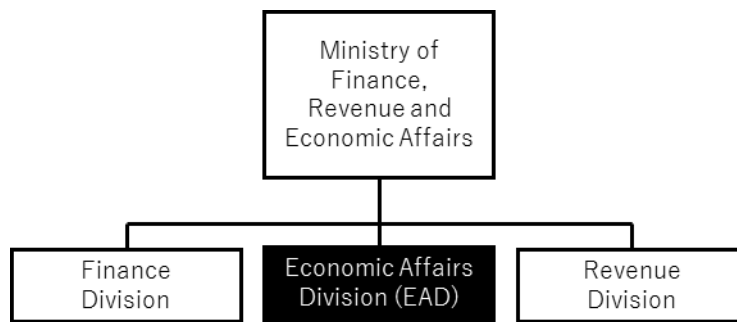 Ministry of
Finance,
Revenue and
Economic Affairs
Finance
Division
Economic Affairs
Division (EAD)
Revenue
Division